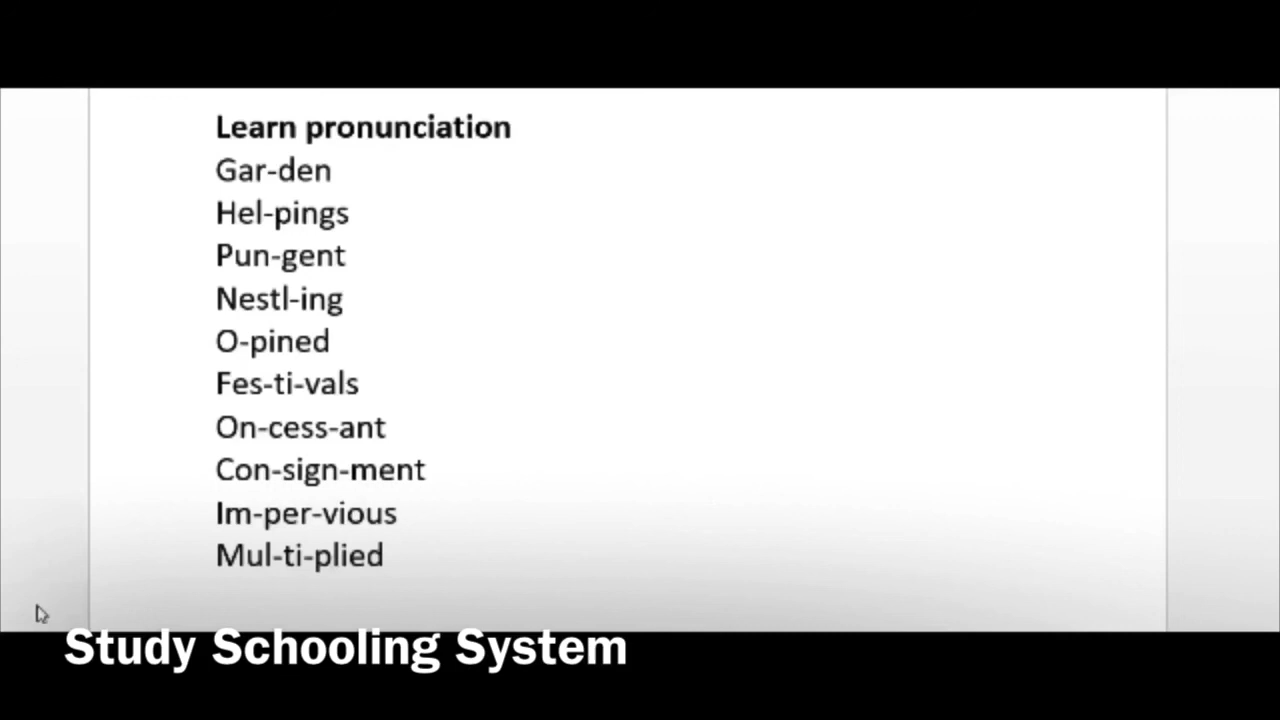 Learn pronunciation
Gar-den
Hel-pings
Pun-gent
Nestl-ing
O-pined
Fes-ti-vals
On-cess-ant
Con-sign-ment
Im-per-vious
Mul-ti-plied
Study Schooling System